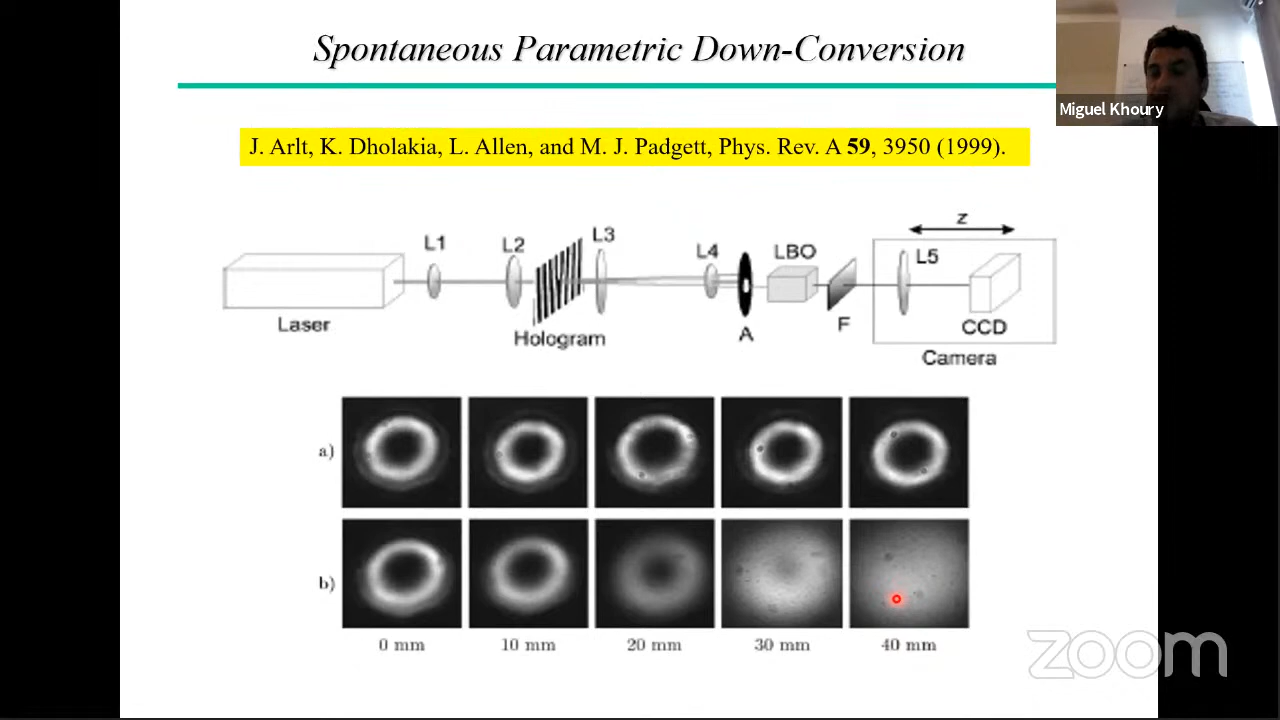 Spontaneous Parametric Down-Conversion
Miguel Khoury
J. Arlt, K. Dholakia, L. Allen, and M. J. Padgett, Phys. Rev. A 59, 3950 (1999).
z
L1
L2
L3
L4
LBO
L5
Laser
Hologram
A
F
CCD
Camera
a)
b)
0 mm
10 mm
20 mm
30 mm
40 mm
zoom